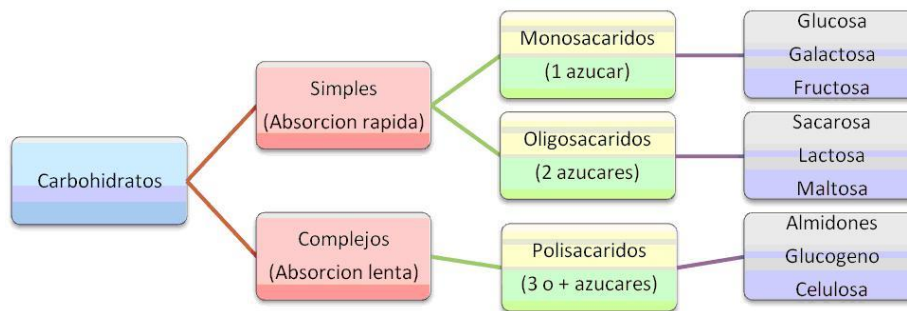 Carbohidratos
Simples
(Absorcion rapida)
Complejos
(Absorcion lenta)
Monosacaridos
(1 azucar)
Oligosacaridos
(2 azucares)
Polisacaridos
(3 o + azucares)
Glucosa
Galactosa
Fructosa
Sacarosa
Lactosa
Maltosa
Almidones
Glucogeno
Celulosa